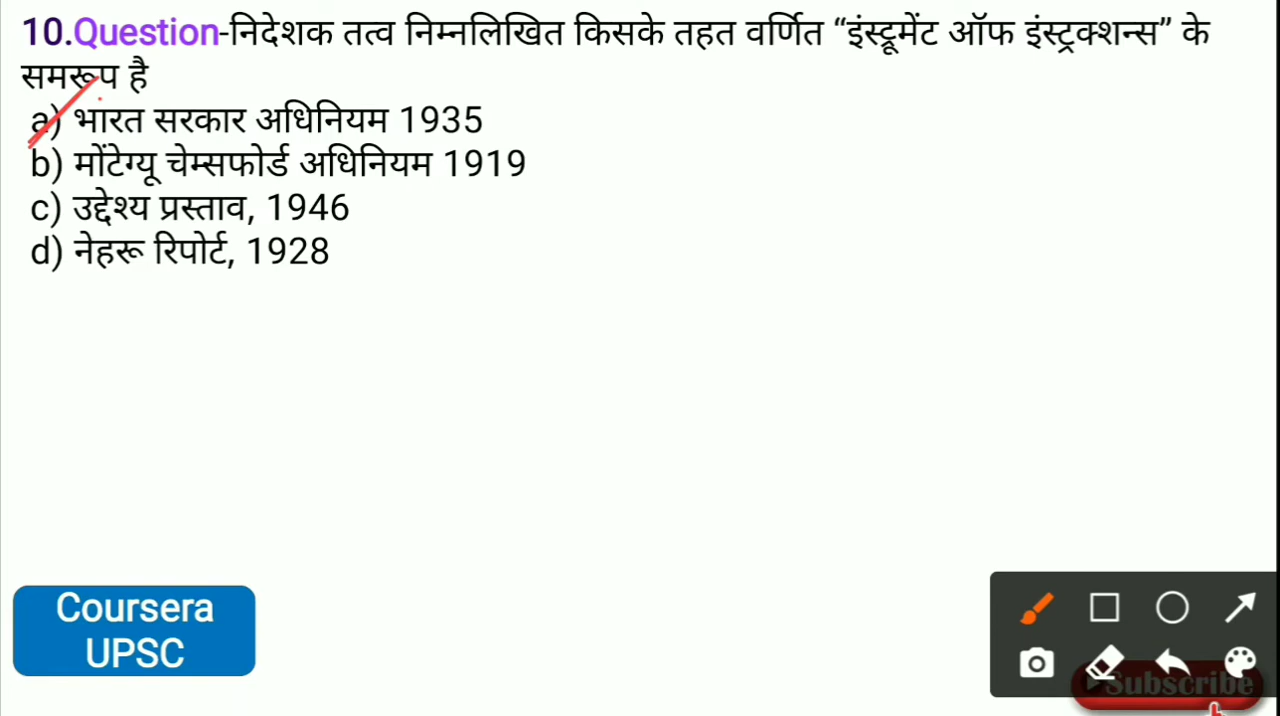 10.Question-निदेशक तत्व निम्नलिखित किसके तहत वर्णित “इंस्ट्रूमेंट ऑफ इंस्ट्रक्शन्स” के
समरूप है
a) भारत सरकार अधिनियम 1935
b) मोंटेग्यू चेम्सफोर्ड अधिनियम 1919
c) उद्देश्य प्रस्ताव, 1946
d) नेहरू रिपोर्ट, 1928
Coursera
UPSC
Subscribe